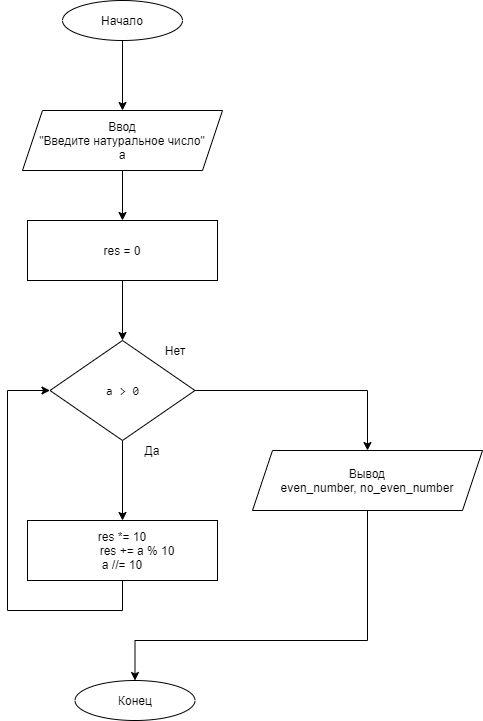 Начало
Ввод
"Введите натуральное число"
a
res = 0
Нет
a > 0
Да
Вывод
even_number, no_even_number
res *= 10
res += a % 10
a //= 10
Конец